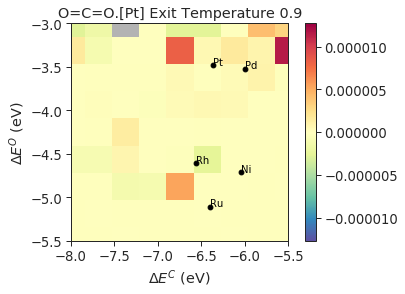 O=C=O.[Pt] Exit Temperature 0.9
−3.0
−3.5
−4.0
−4.5
−5.0
−5.5
ΔE^O (eV)
Pt
Pd
Rh
Ni
Ru
−8.0 −7.5 −7.0 −6.5 −6.0 −5.5
ΔE^C (eV)
0.000010
0.000005
0.000000
−0.000005
−0.000010